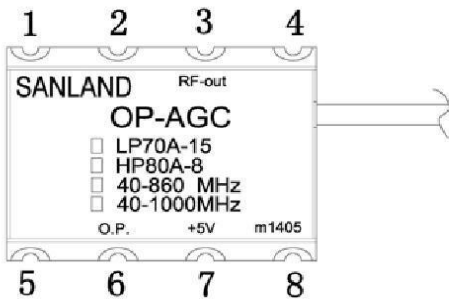 1 2 3 4
SANLAND RF-out
OP-AGC
LP70A-15
HP80A-8
40-860 MHz
40-1000MHz
O.P. +5V m1405
5 6 7 8